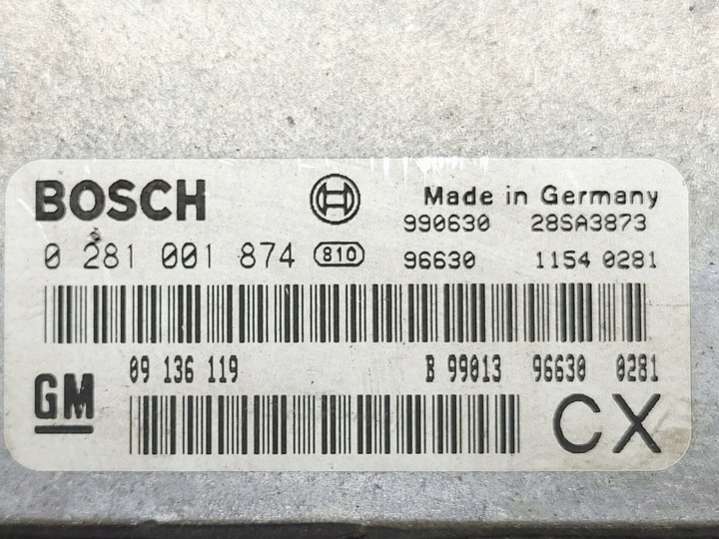 BOSCH Made in Germany
990630 28SA3873
0 281 001 874 810 96630 1154 0281
09 136 119 B 99013 96630 0281
GM CX